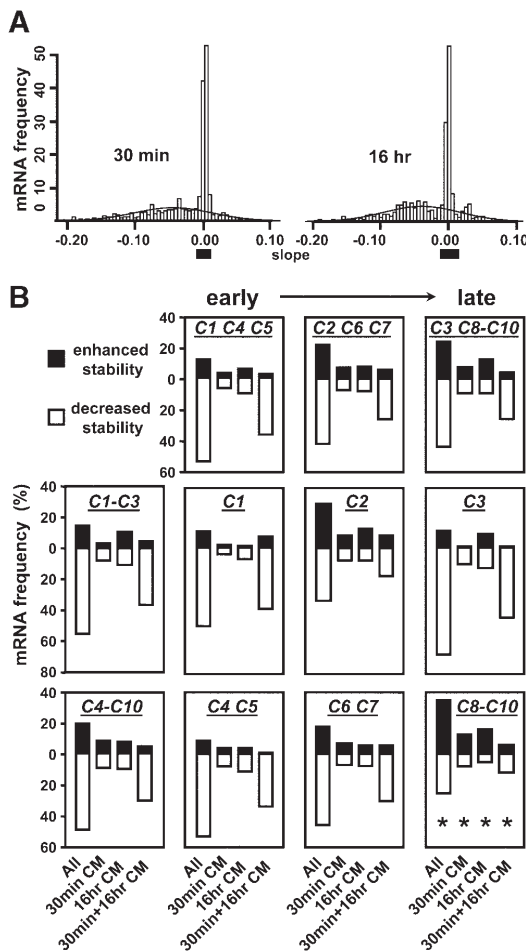 A
mRNA frequency
50
40
30
20
10
0
30 min
16 hr
-0.20 -0.10 0.00 0.10
slope
-0.20 -0.10 0.00 0.10
B
early late
enhanced stability
decreased stability
40
20
0
20
40
60
C1 C4 C5
C2 C6 C7
C3 C8-C10
mRNA frequency (%)
40
20
0
20
40
60
80
C1-C3
C1
C2
C3
40
20
0
20
40
60
C4-C10
C4 C5
C6 C7
C8-C10
* * * *
All
30min CM
16hr CM
30min+16hr CM
All
30min CM
16hr CM
30min+16hr CM
All
30min CM
16hr CM
30min+16hr CM
All
30min CM
16hr CM
30min+16hr CM